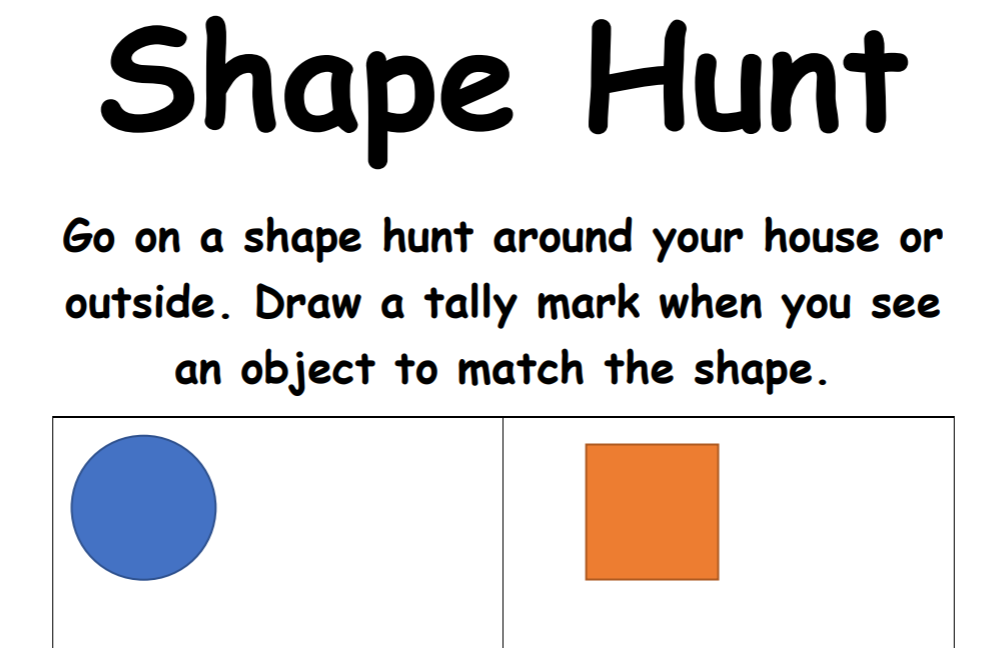 Shape Hunt
Go on a shape hunt around your house or
outside. Draw a tally mark when you see
an object to match the shape.